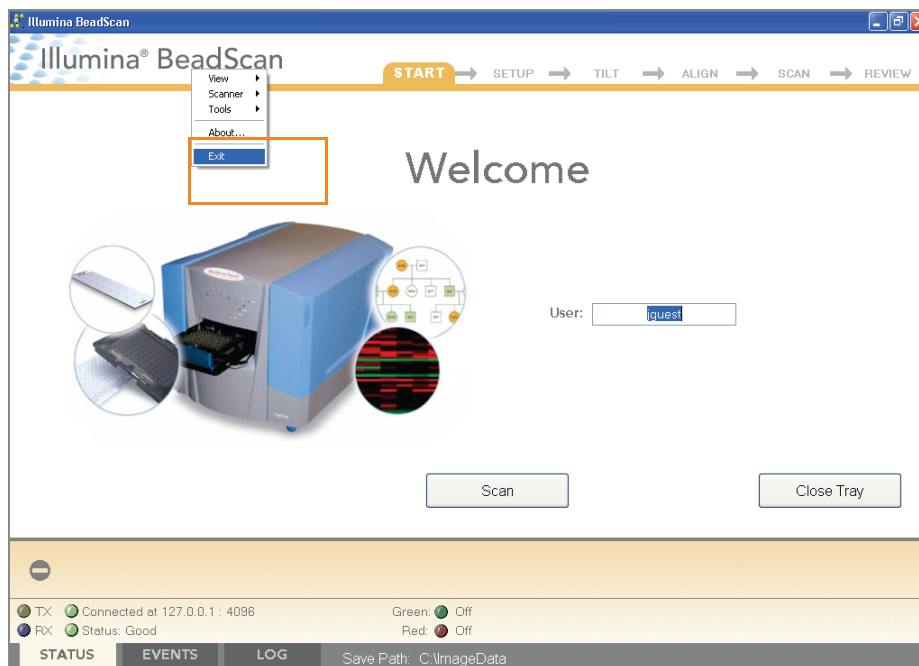 Illumina BeadScan
Illumina® BeadScan
START SETUP TILT ALIGN SCAN REVIEW
View
Scanner
Tools
About...
Exit
Welcome
User: iguest
Scan Close Tray
TX Connected at 127.0.0.1 : 4096 Green: Off
RX Status: Good Red: Off
STATUS EVENTS LOG Save Path: C:\ImageData